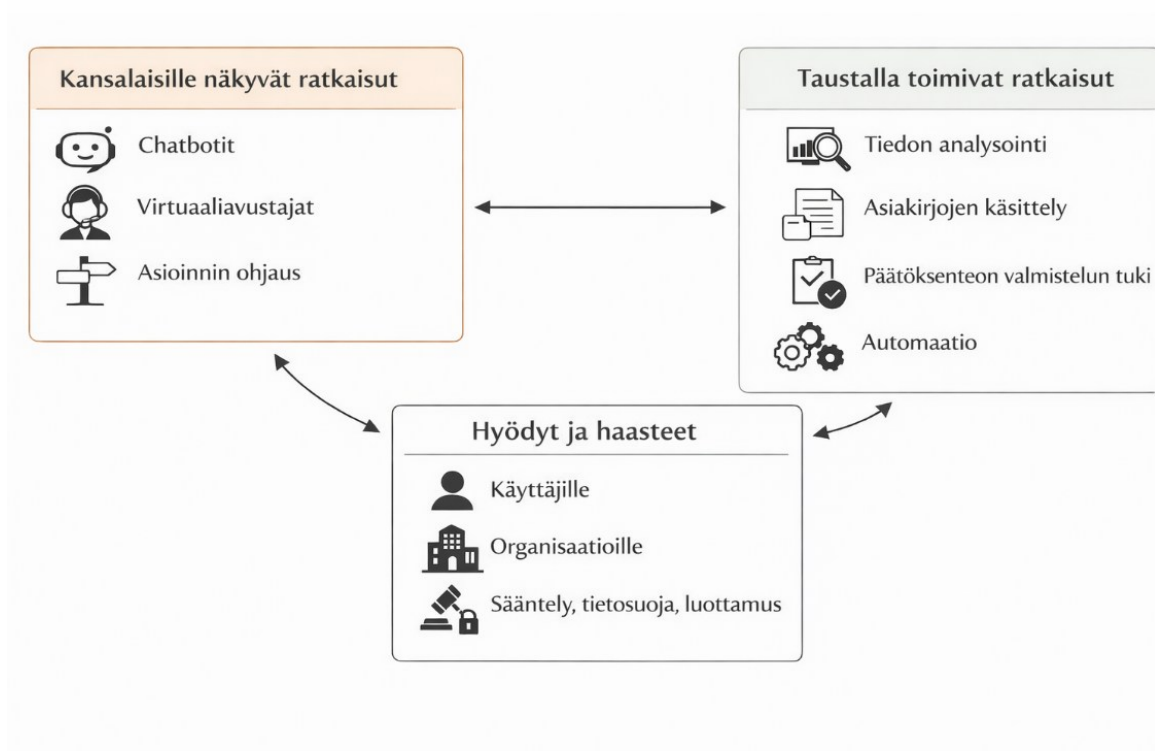 Kansalaisille näkyvät ratkaisut
Chatbotit
Virtuaaliavustajat
Asioinnin ohjaus
Taustalla toimivat ratkaisut
Tiedon analysointi
Asiakirjojen käsittely
Päätöksenteon valmistelun tuki
Automaatio
Hyödyt ja haasteet
Käyttäjille
Organisaatioille
Sääntely, tietosuoja, luottamus